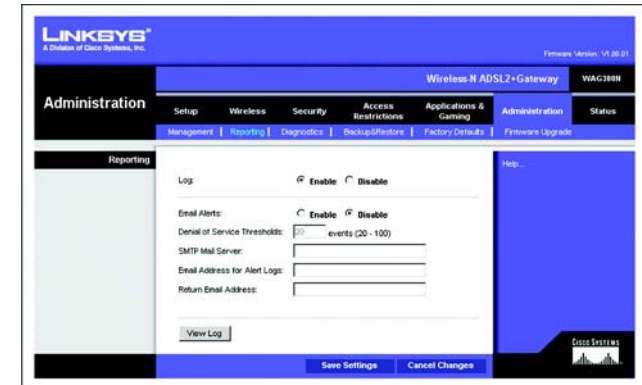 LINKSYS®
A Division of Cisco Systems, Inc.
Firmware Version: V1.00.01
Wireless-N ADSL2+Gateway WAG300N
Administration
Setup Wireless Security Access Restrictions Applications & Gaming Administration Status
Management | Reporting | Diagnostics | Backup&Restore | Factory Defaults | Firmware Upgrade
Reporting
Help...
Log: Enable Disable
Email Alerts: Enable Disable
Denial of Service Thresholds: 20 events (20 - 100)
SMTP Mail Server:
Email Address for Alert Logs:
Return Email Address:
View Log
CISCO SYSTEMS
Save Settings Cancel Changes